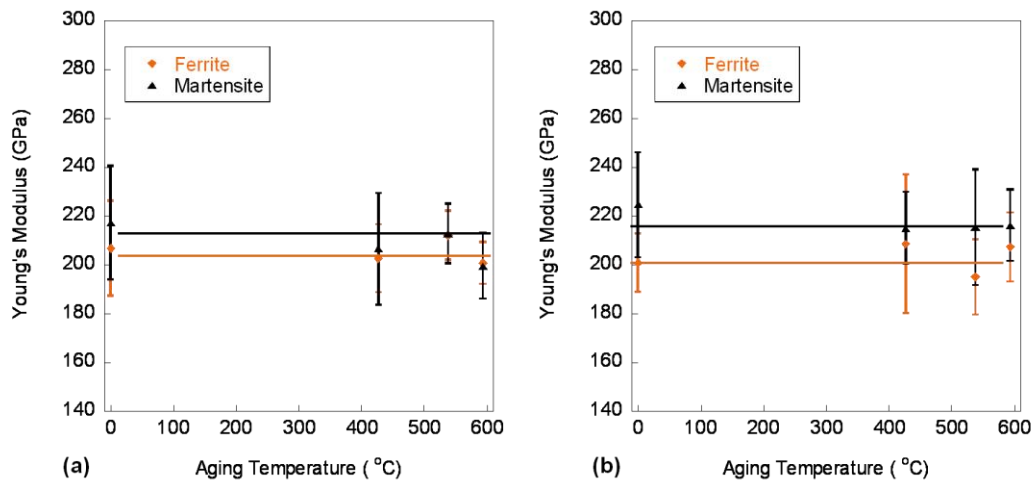 300
280
260
240
220
200
180
160
140
Young's Modulus (GPa)
Ferrite
Martensite
0 100 200 300 400 500 600
(a) Aging Temperature ( °C)
300
280
260
240
220
200
180
160
140
Young's Modulus (GPa)
Ferrite
Martensite
0 100 200 300 400 500 600
(b) Aging Temperature ( °C)